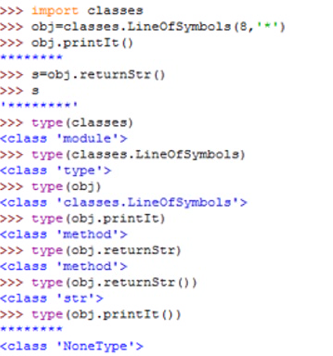 >>> import classes
>>> obj=classes.LineOfSymbols(8,'*')
>>> obj.printIt()
********
>>> s=obj.returnStr()
>>> s
'********'
>>> type(classes)
<class 'module'>
>>> type(classes.LineOfSymbols)
<class 'type'>
>>> type(obj)
<class 'classes.LineOfSymbols'>
>>> type(obj.printIt)
<class 'method'>
>>> type(obj.returnStr)
<class 'method'>
>>> type(obj.returnStr())
<class 'str'>
>>> type(obj.printIt())
********
<class 'NoneType'>